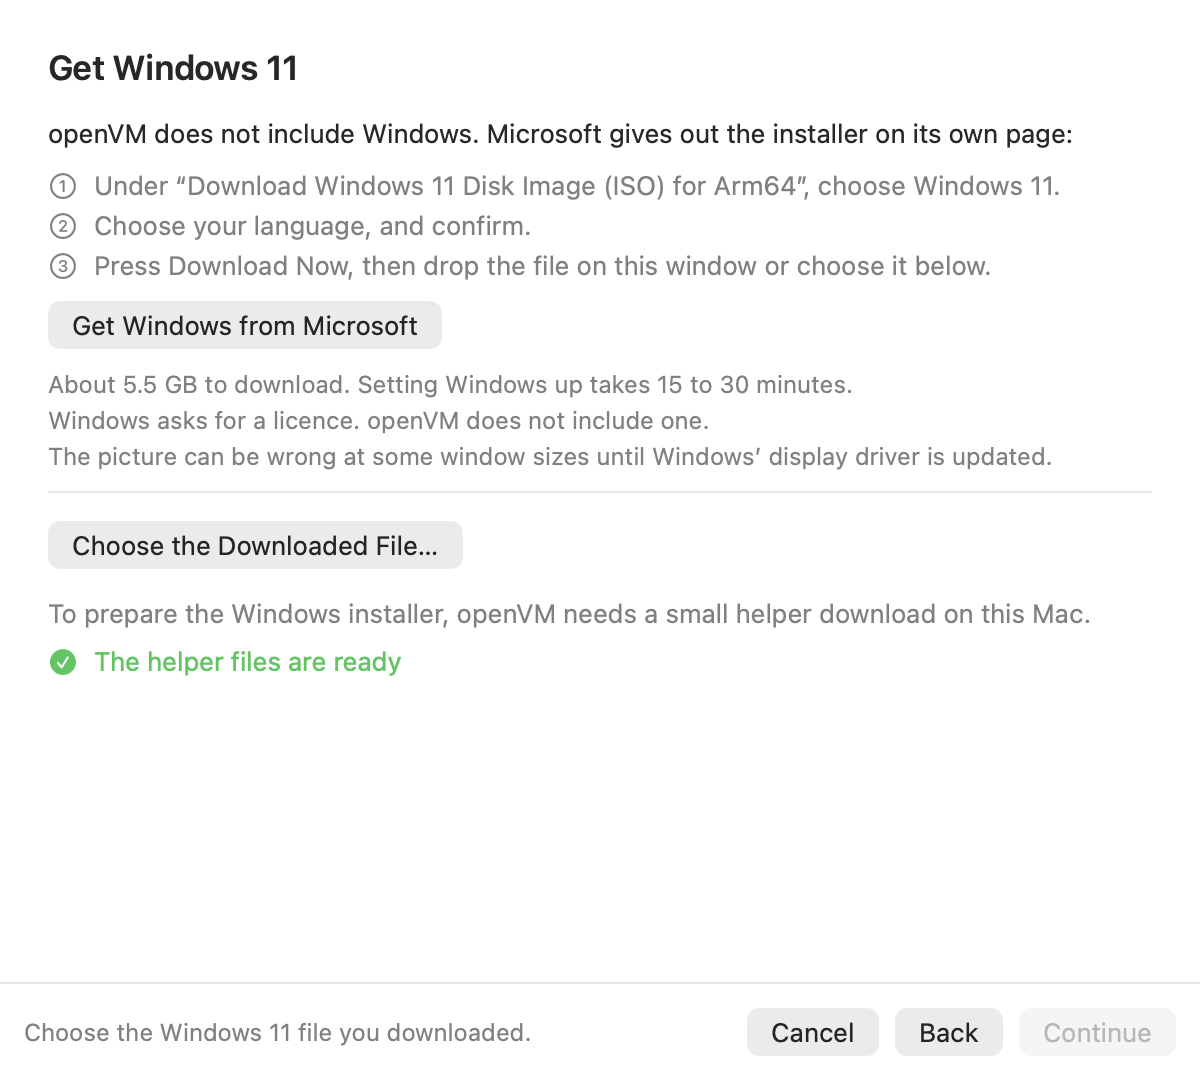 Get Windows 11
openVM does not include Windows. Microsoft gives out the installer on its own page:
1 Under “Download Windows 11 Disk Image (ISO) for Arm64”, choose Windows 11.
2 Choose your language, and confirm.
3 Press Download Now, then drop the file on this window or choose it below.
Get Windows from Microsoft
About 5.5 GB to download. Setting Windows up takes 15 to 30 minutes.
Windows asks for a licence. openVM does not include one.
The picture can be wrong at some window sizes until Windows’ display driver is updated.
Choose the Downloaded File...
To prepare the Windows installer, openVM needs a small helper download on this Mac.
The helper files are ready
Choose the Windows 11 file you downloaded.
Cancel
Back
Continue